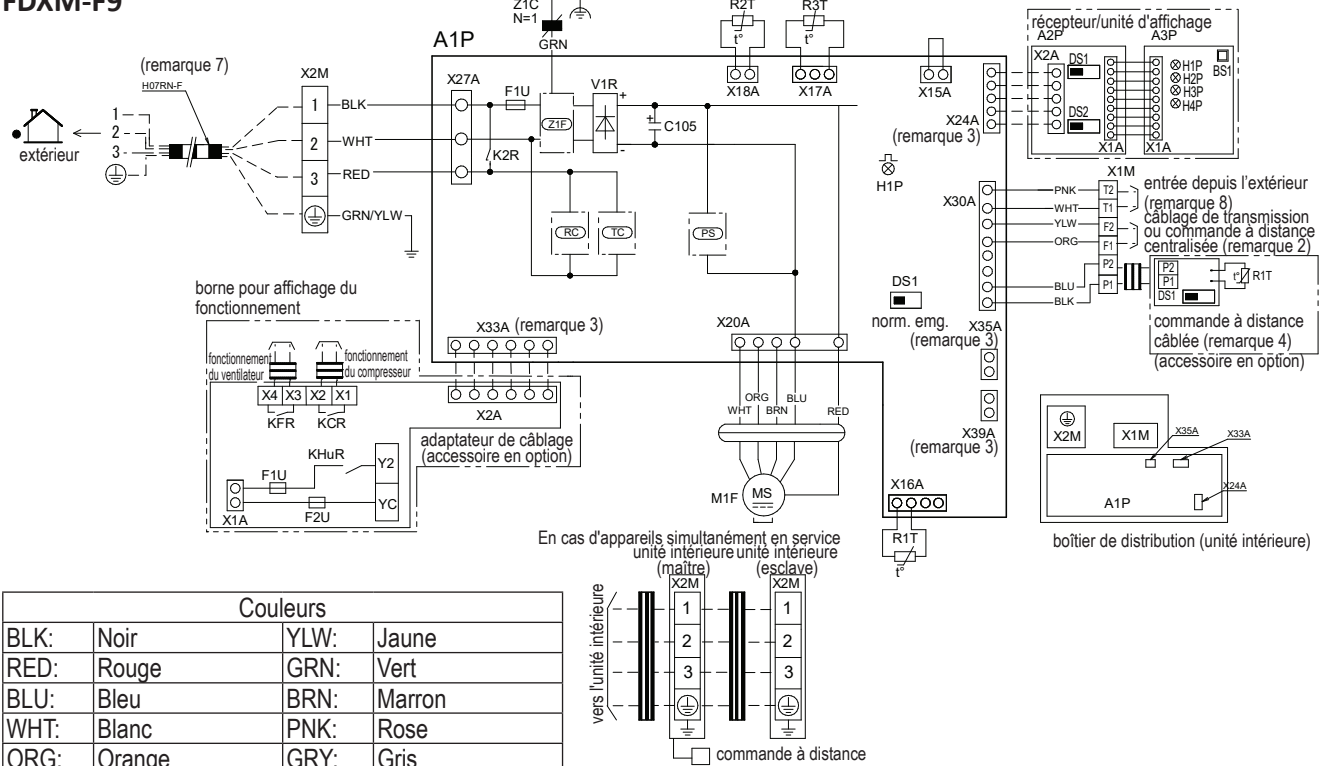 FDXM-F9
Z1C
N=1
GRN
R2T
t°
R3T
t°
A1P
X18A
X17A
X15A
récepteur/unité d'affichage
A2P
A3P
X2A
DS1
DS2
X1A
X1A
H1P
H2P
H3P
H4P
BS1
X24A
(remarque 3)
(remarque 7)
H07RN-F
extérieur
1
2
3
X2M
1
2
3
BLK
WHT
RED
GRN/YLW
X27A
F1U
K2R
Z1F
V1R
+
-
+
C105
RC
TC
PS
H1P
X30A
PNK
WHT
YLW
ORG
BLU
BLK
X1M
T2
T1
F2
F1
P2
P1
entrée depuis l'extérieur
(remarque 8)
câblage de transmission
ou commande à distance
centralisée (remarque 2)
P2
P1
DS1
t°
R1T
commande à distance
câblée (remarque 4)
(accessoire en option)
DS1
norm. emg.
X35A
(remarque 3)
X39A
(remarque 3)
borne pour affichage du
fonctionnement
fonctionnement
du ventilateur
fonctionnement
du compresseur
X4
X3
X2
X1
KFR
KCR
X33A (remarque 3)
X2A
adaptateur de câblage
(accessoire en option)
KHuR
Y2
YC
F1U
F2U
X1A
X20A
WHT
ORG
BRN
BLU
RED
M1F
MS
X16A
R1T
t°
X2M
X1M
X35A
X33A
X24A
A1P
boîtier de distribution (unité intérieure)
En cas d'appareils simultanément en service
unité intérieure
(maître)
unité intérieure
(esclave)
X2M
X2M
vers l'unité intérieure
1
2
3
1
2
3
commande à distance
Couleurs
BLK: Noir YLW: Jaune
RED: Rouge GRN: Vert
BLU: Bleu BRN: Marron
WHT: Blanc PNK: Rose
ORG: Orange GRY: Gris